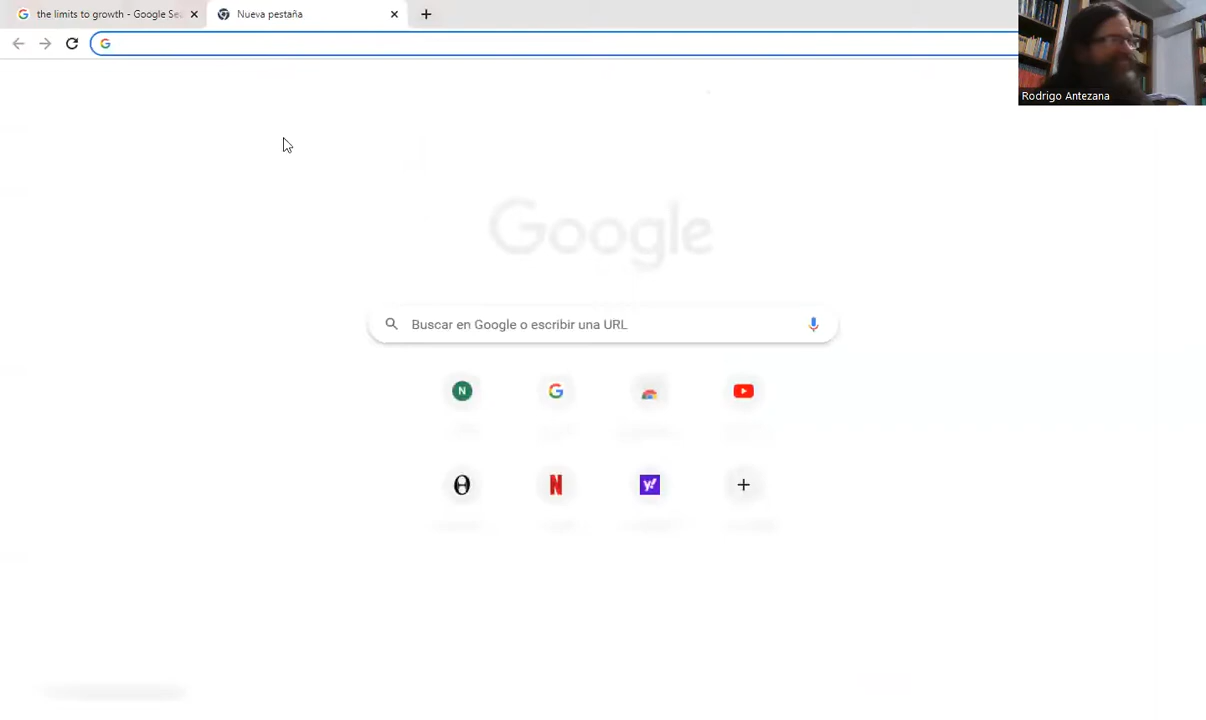 the limits to growth - Google Se
Nueva pestaña
Rodrigo Antezana
Google
Buscar en Google o escribir una URL
N
N
y!